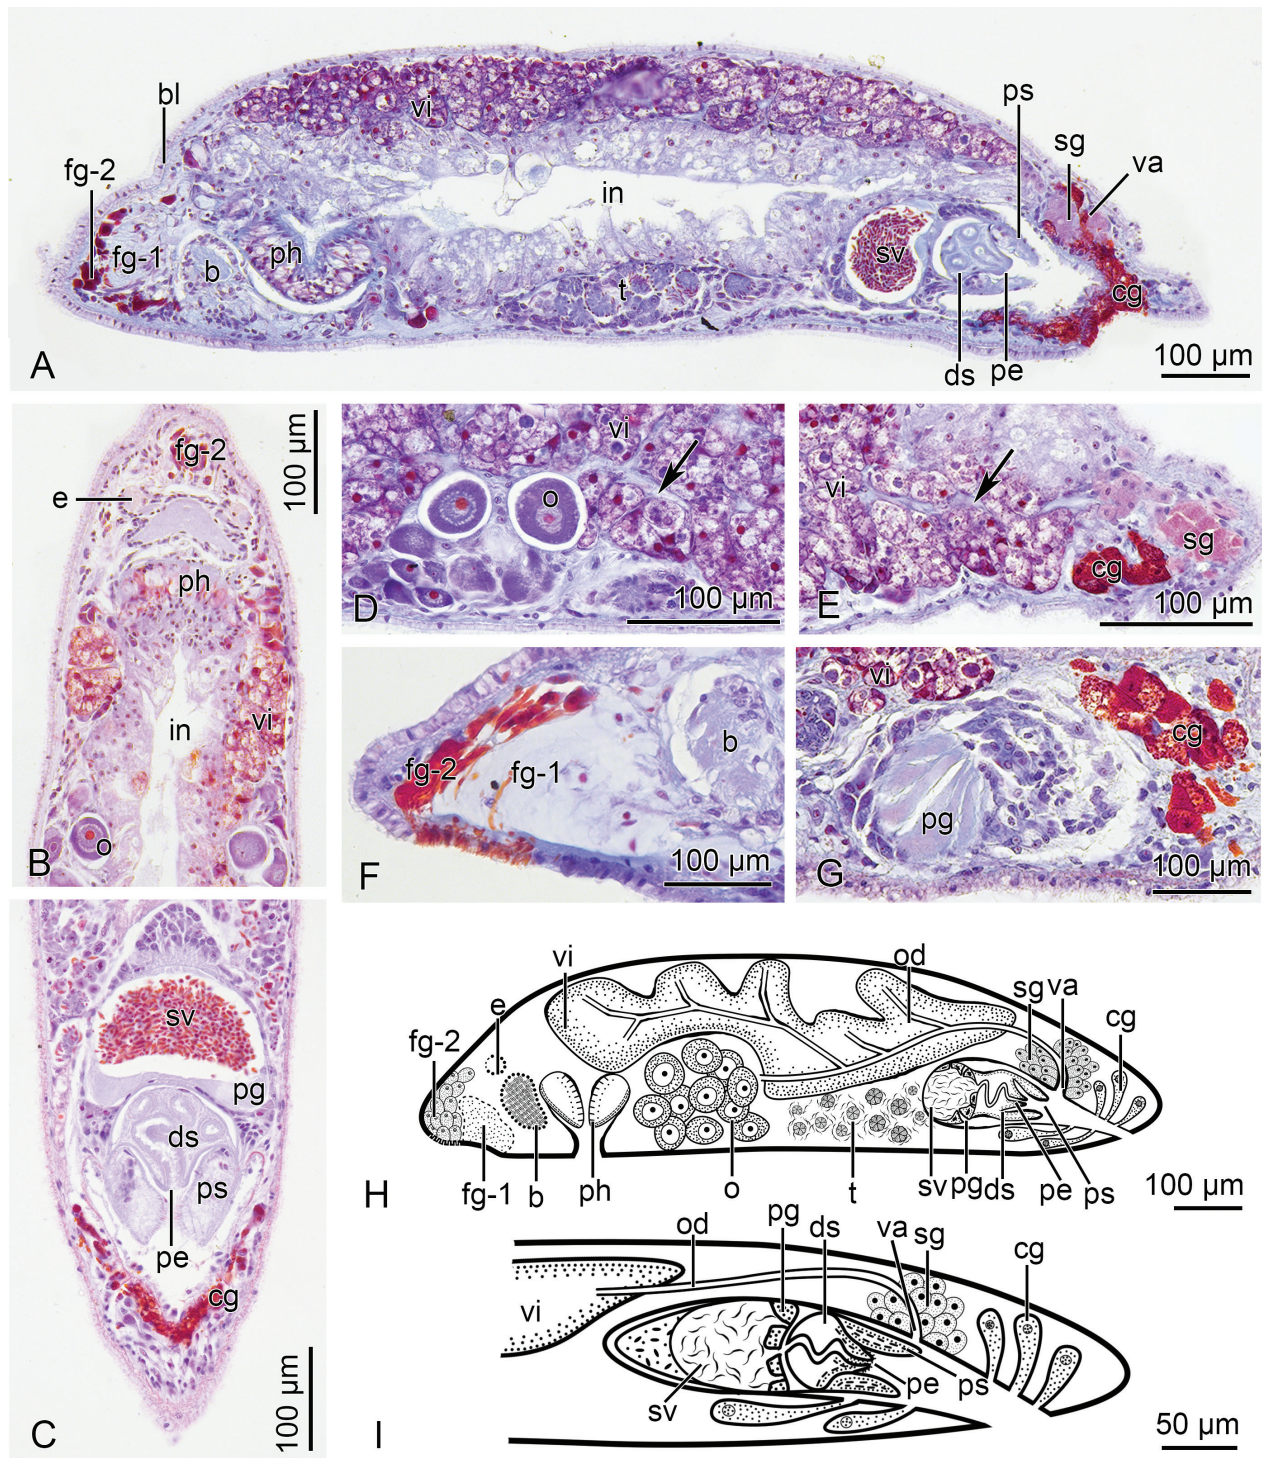 bl
vi
ps
sg
va
fg-2
fg-1
b
ph
in
sv
t
cg
ds
pe
A
100 µm
fg-2
100 µm
e
ph
in
vi
o
B
vi
o
D
100 µm
vi
sg
cg
E
100 µm
fg-2
fg-1
b
F
100 µm
vi
cg
pg
G
100 µm
sv
pg
ds
ps
pe
cg
C
100 µm
vi
od
sg va
e
cg
fg-2
fg-1 b ph o t sv pg ds pe ps
H
100 µm
od pg ds va sg cg
vi
pe ps
sv
I
50 µm